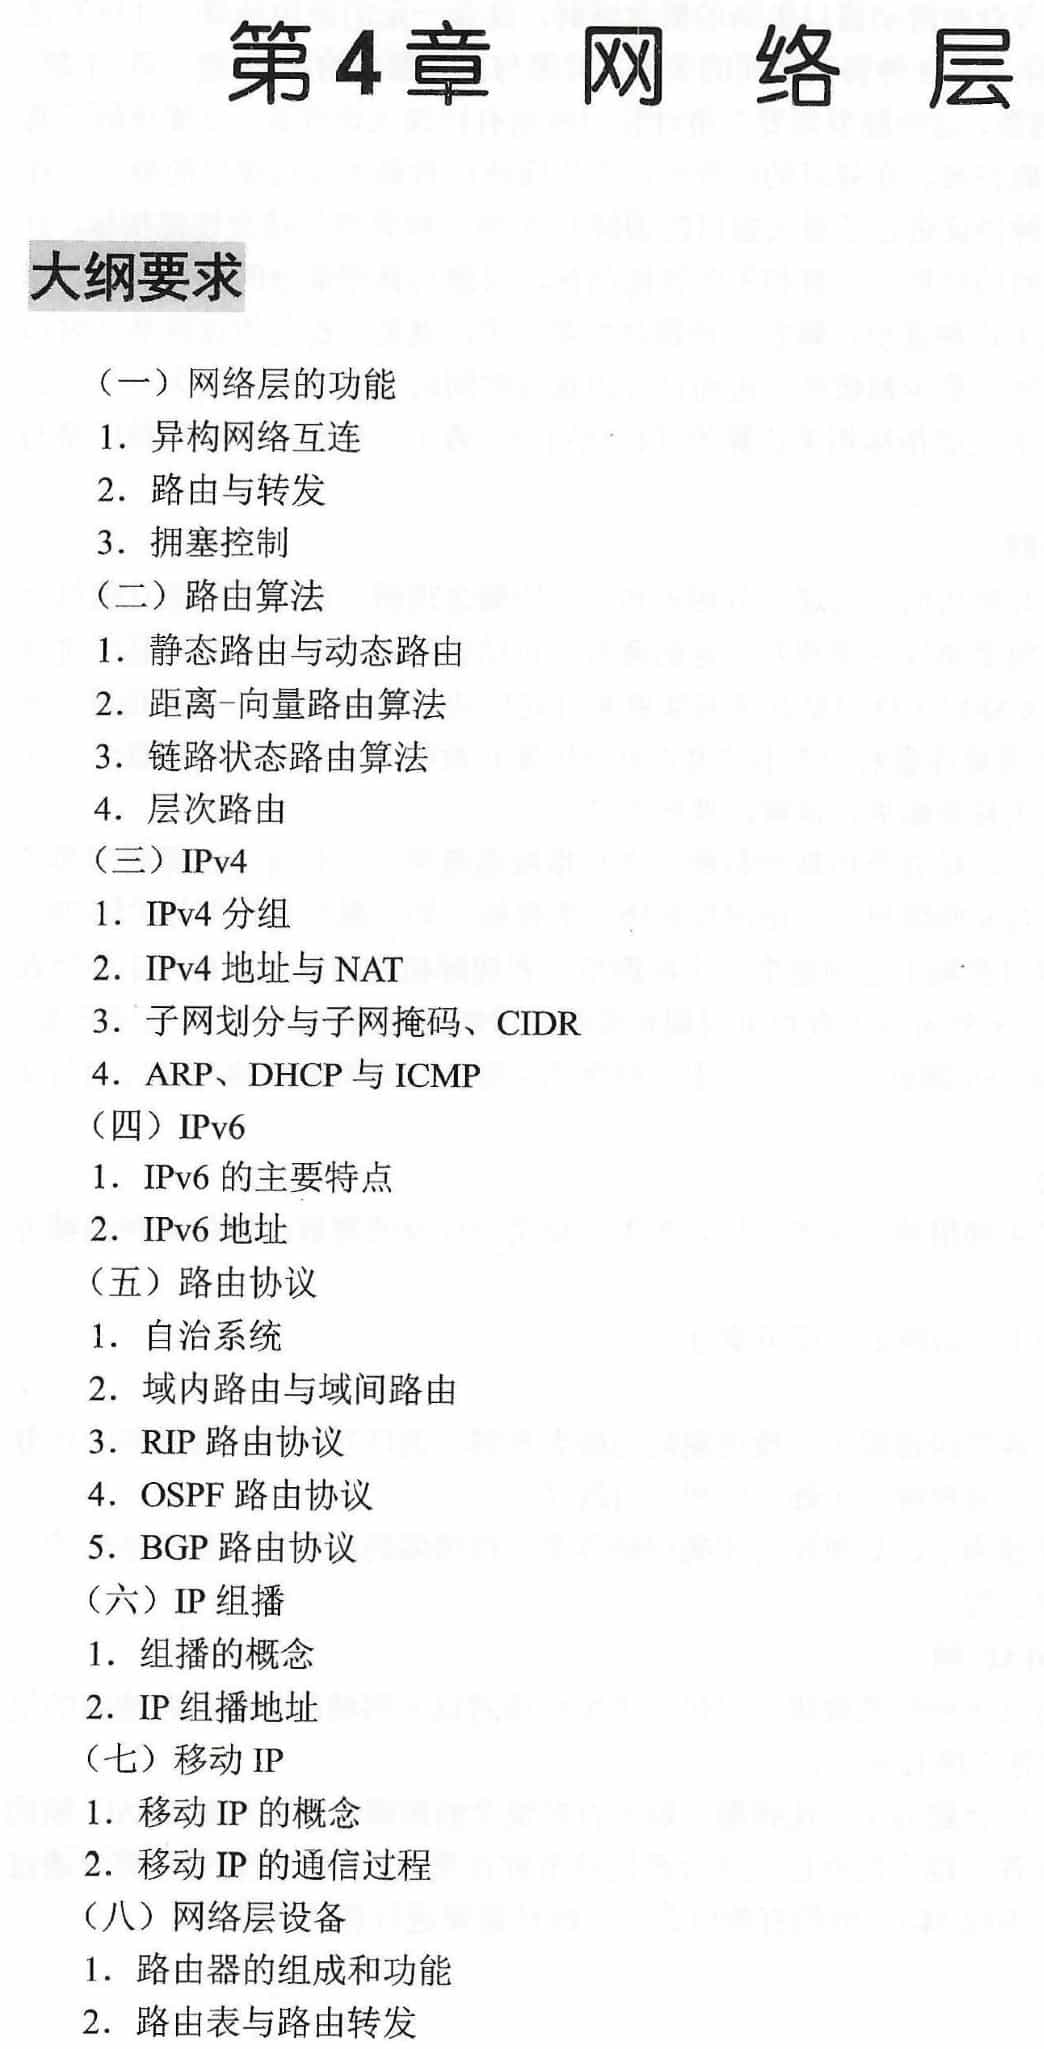 第4章 网 络 层
大纲要求
（一）网络层的功能
1．异构网络互连
2．路由与转发
3．拥塞控制
（二）路由算法
1．静态路由与动态路由
2．距离-向量路由算法
3．链路状态路由算法
4．层次路由
（三）IPv4
1．IPv4 分组
2．IPv4 地址与 NAT
3．子网划分与子网掩码、CIDR
4．ARP、DHCP 与 ICMP
（四）IPv6
1．IPv6 的主要特点
2．IPv6 地址
（五）路由协议
1．自治系统
2．域内路由与域间路由
3．RIP 路由协议
4．OSPF 路由协议
5．BGP 路由协议
（六）IP 组播
1．组播的概念
2．IP 组播地址
（七）移动 IP
1．移动 IP 的概念
2．移动 IP 的通信过程
（八）网络层设备
1．路由器的组成和功能
2．路由表与路由转发